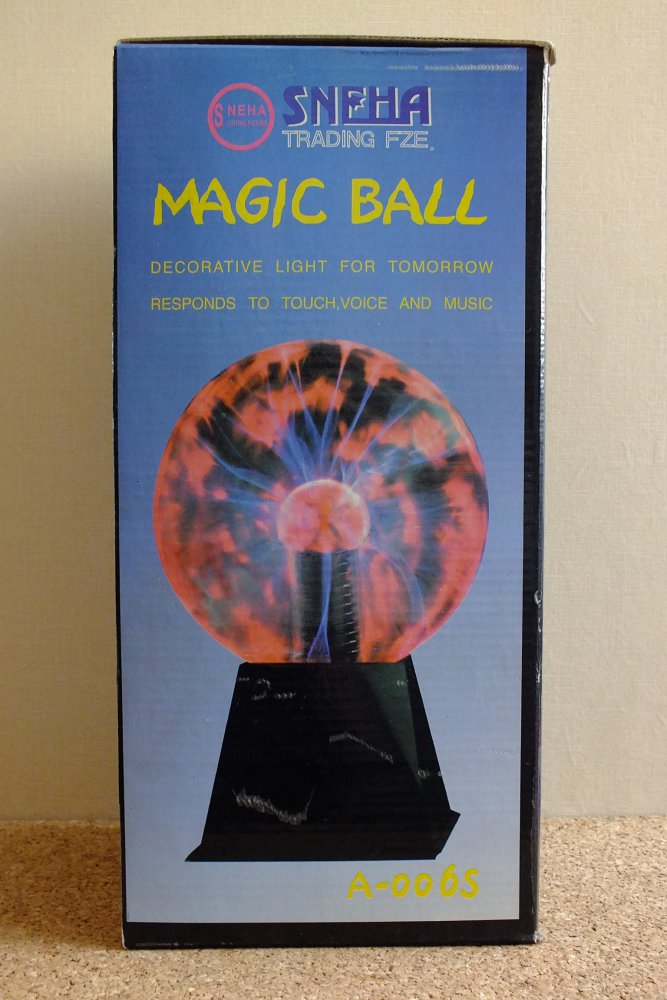 S NEHA
SNEHA
TRADING FZE.
MAGIC BALL
DECORATIVE LIGHT FOR TOMORROW
RESPONDS TO TOUCH,VOICE AND MUSIC
A-006S